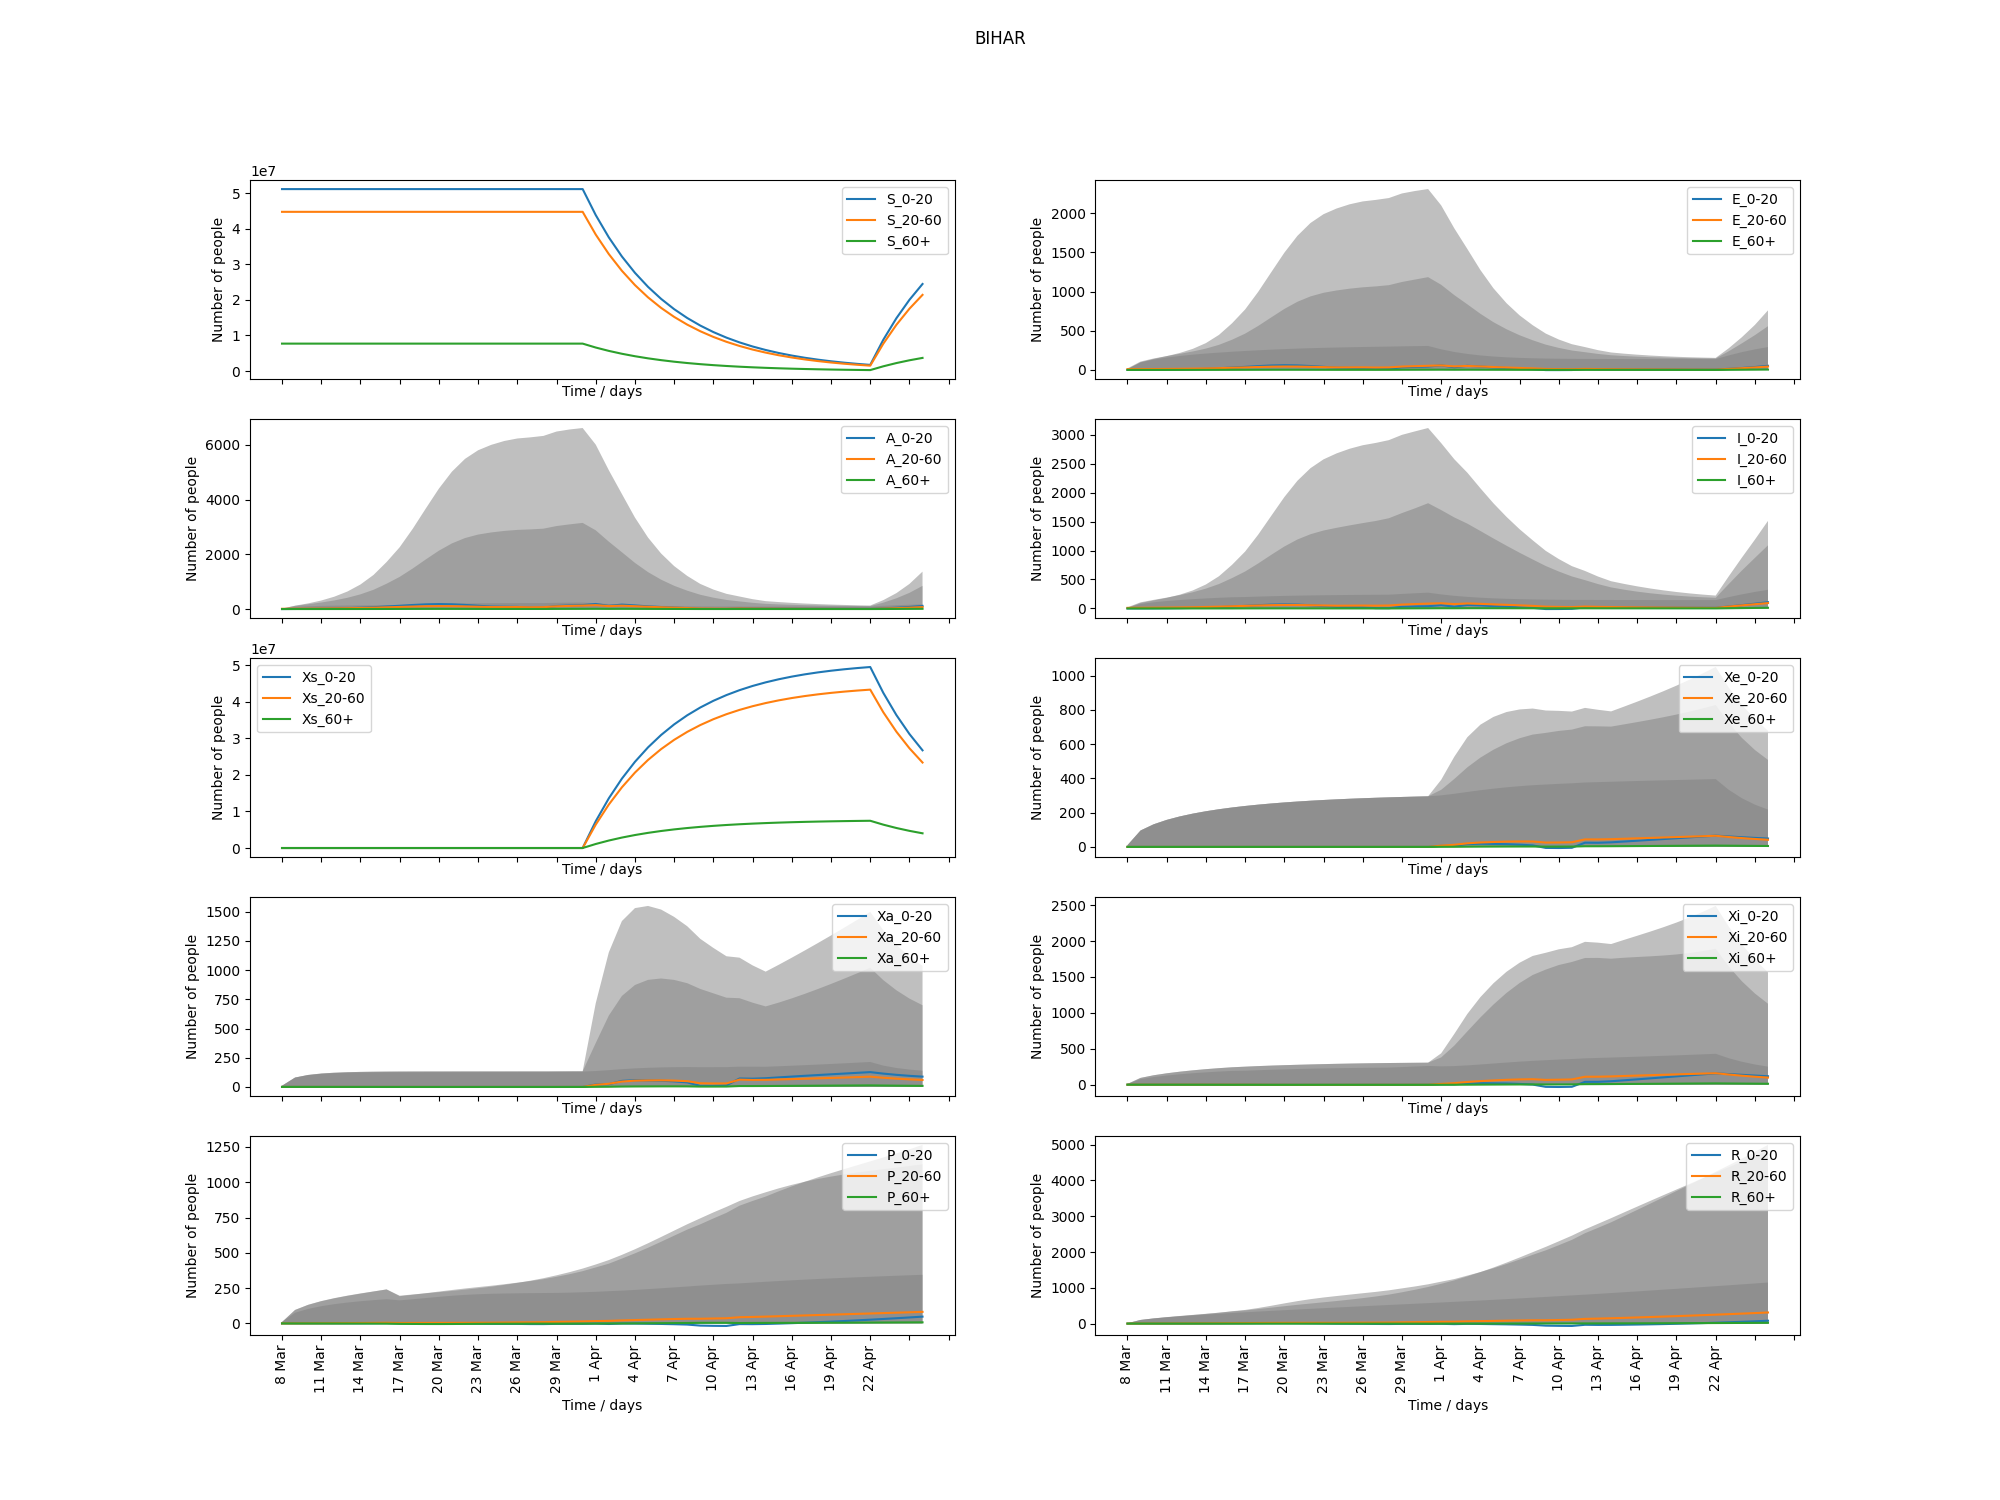 BIHAR
1e7
5
4
3
2
1
0
Number of people
Time / days
S_0-20
S_20-60
S_60+
2000
1500
1000
500
0
Number of people
Time / days
E_0-20
E_20-60
E_60+
6000
4000
2000
0
Number of people
Time / days
A_0-20
A_20-60
A_60+
3000
2500
2000
1500
1000
500
0
Number of people
Time / days
I_0-20
I_20-60
I_60+
1e7
5
4
3
2
1
0
Number of people
Time / days
Xs_0-20
Xs_20-60
Xs_60+
1000
800
600
400
200
0
Number of people
Time / days
Xe_0-20
Xe_20-60
Xe_60+
1500
1250
1000
750
500
250
0
Number of people
Time / days
Xa_0-20
Xa_20-60
Xa_60+
2500
2000
1500
1000
500
0
Number of people
Time / days
Xi_0-20
Xi_20-60
Xi_60+
1250
1000
750
500
250
0
Number of people
P_0-20
P_20-60
P_60+
8 Mar
11 Mar
14 Mar
17 Mar
20 Mar
23 Mar
26 Mar
29 Mar
1 Apr
4 Apr
7 Apr
10 Apr
13 Apr
16 Apr
19 Apr
22 Apr
Time / days
5000
4000
3000
2000
1000
0
Number of people
R_0-20
R_20-60
R_60+
8 Mar
11 Mar
14 Mar
17 Mar
20 Mar
23 Mar
26 Mar
29 Mar
1 Apr
4 Apr
7 Apr
10 Apr
13 Apr
16 Apr
19 Apr
22 Apr
Time / days